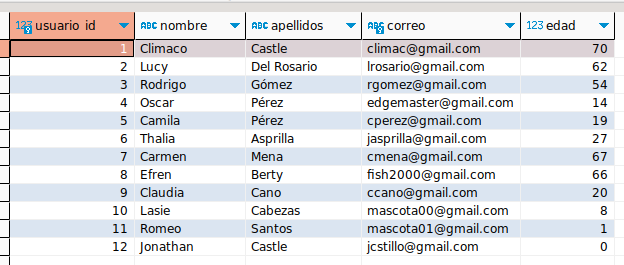 123 usuario_id ABC nombre ABC apellidos ABC correo 123 edad
1 Climaco Castle climac@gmail.com 70
2 Lucy Del Rosario lrosario@gmail.com 62
3 Rodrigo Gómez rgomez@gmail.com 54
4 Oscar Pérez edgemaster@gmail.com 14
5 Camila Pérez cperez@gmail.com 19
6 Thalia Asprilla jasprilla@gmail.com 27
7 Carmen Mena cmena@gmail.com 67
8 Efren Berty fish2000@gmail.com 66
9 Claudia Cano ccano@gmail.com 20
10 Lasie Cabezas mascota00@gmail.com 8
11 Romeo Santos mascota01@gmail.com 1
12 Jonathan Castle jcstillo@gmail.com 0